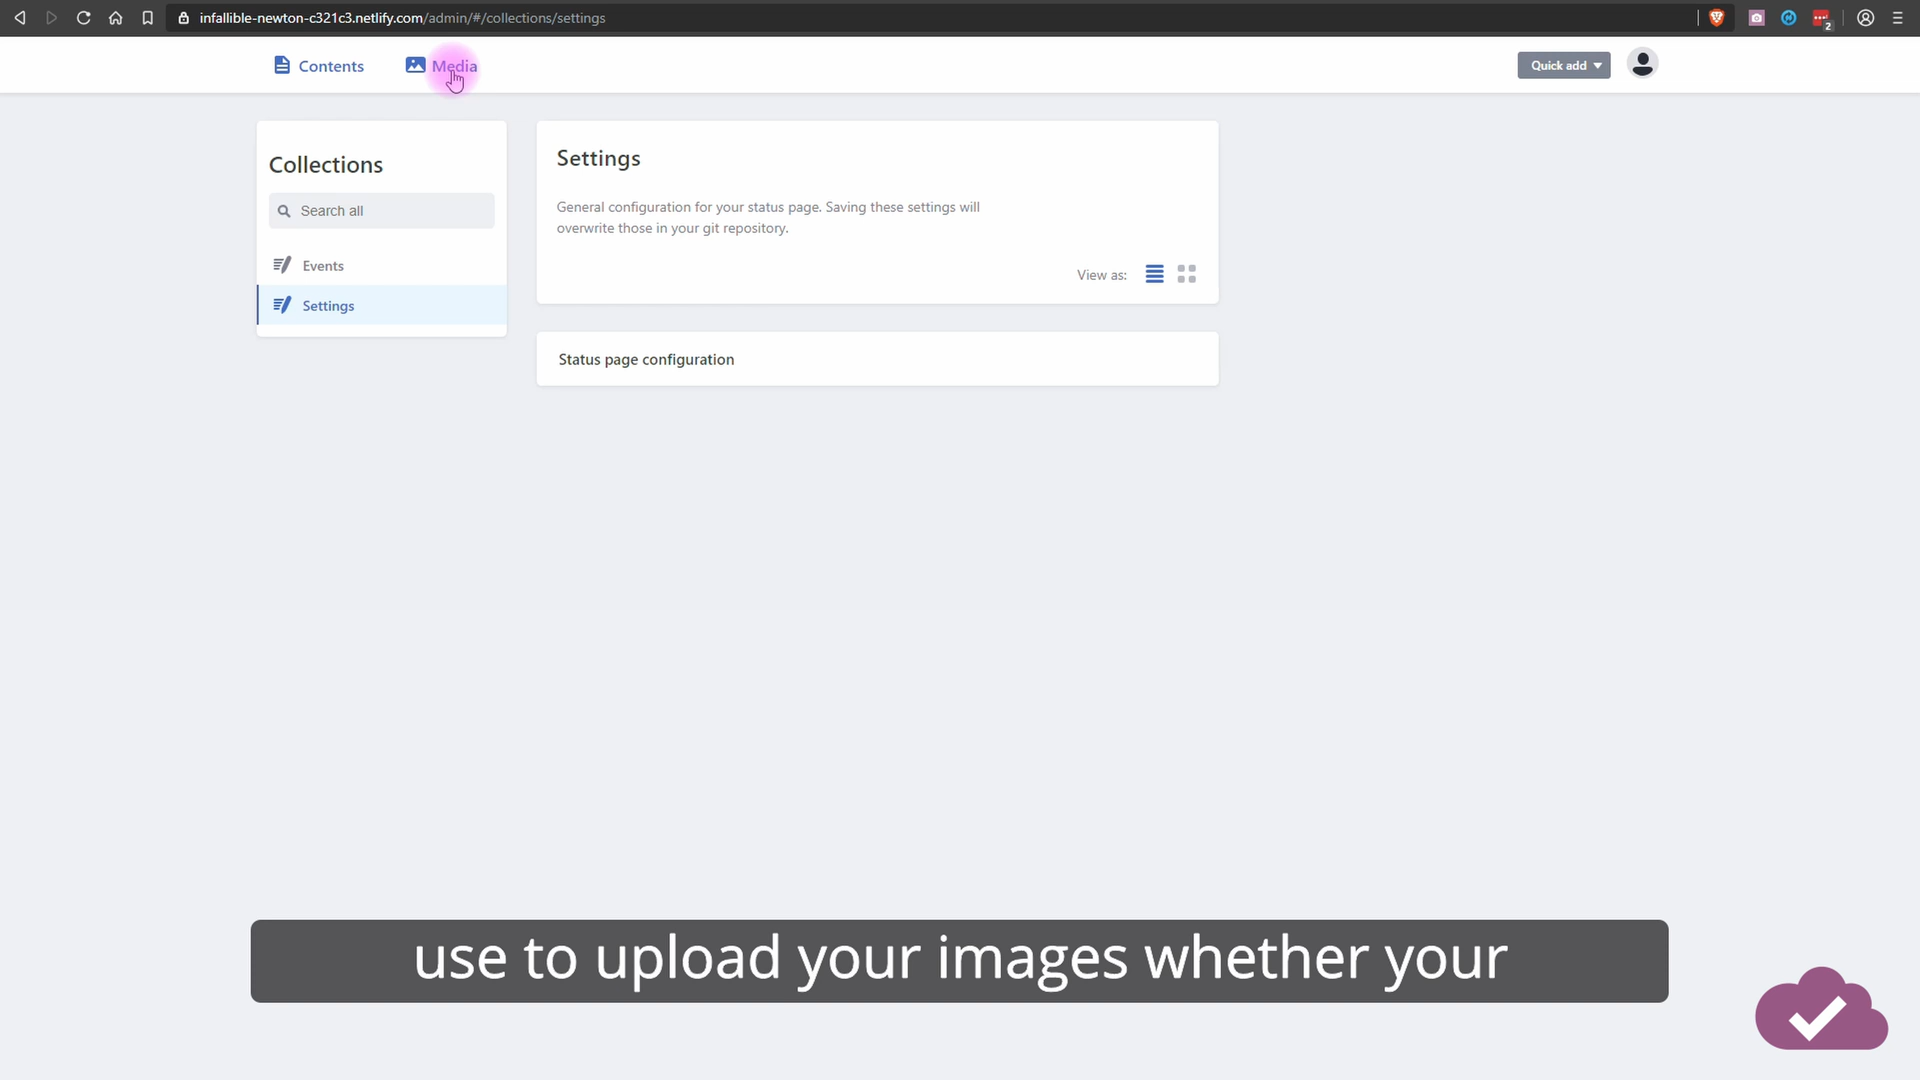 infallible-newton-c321c3.netlify.com/admin/#/collections/settings
2
Contents
Media
Quick add
Collections
Search all
Events
Settings
Settings
General configuration for your status page. Saving these settings will
overwrite those in your git repository.
View as:
Status page configuration
use to upload your images whether your